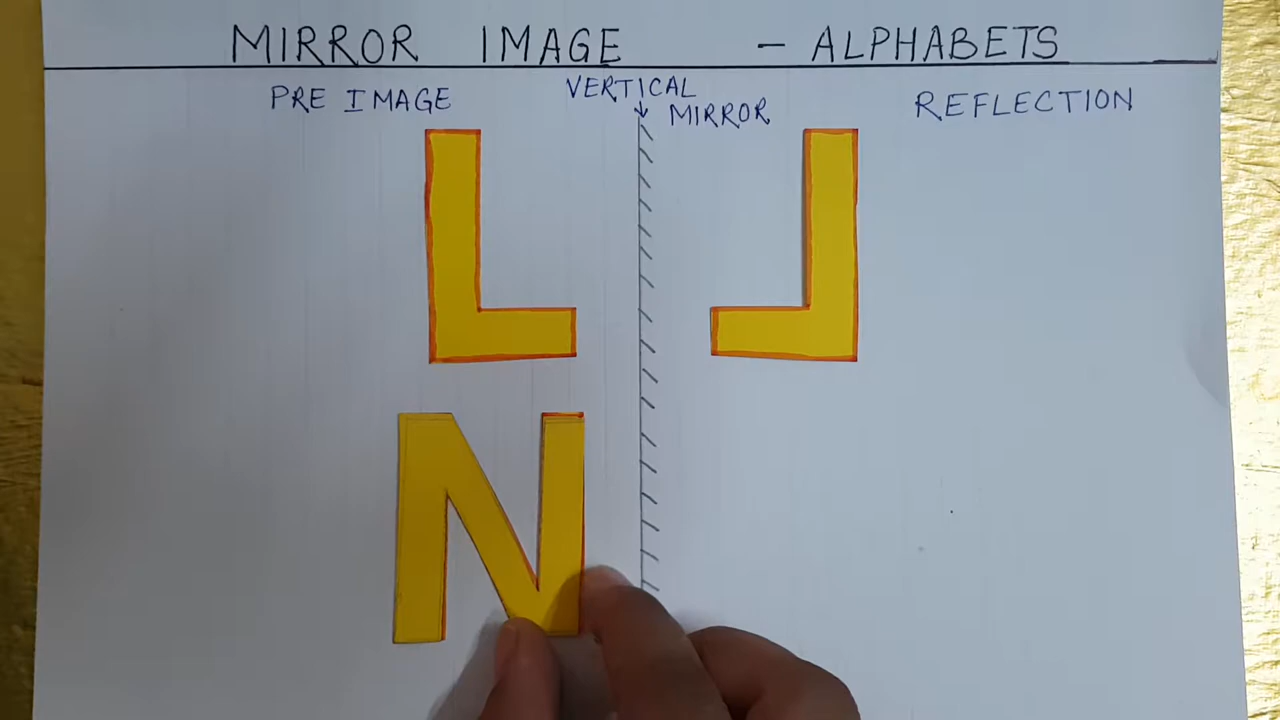 MIRROR IMAGE - ALPHABETS
PRE IMAGE
VERTICAL
MIRROR
REFLECTION
L
N